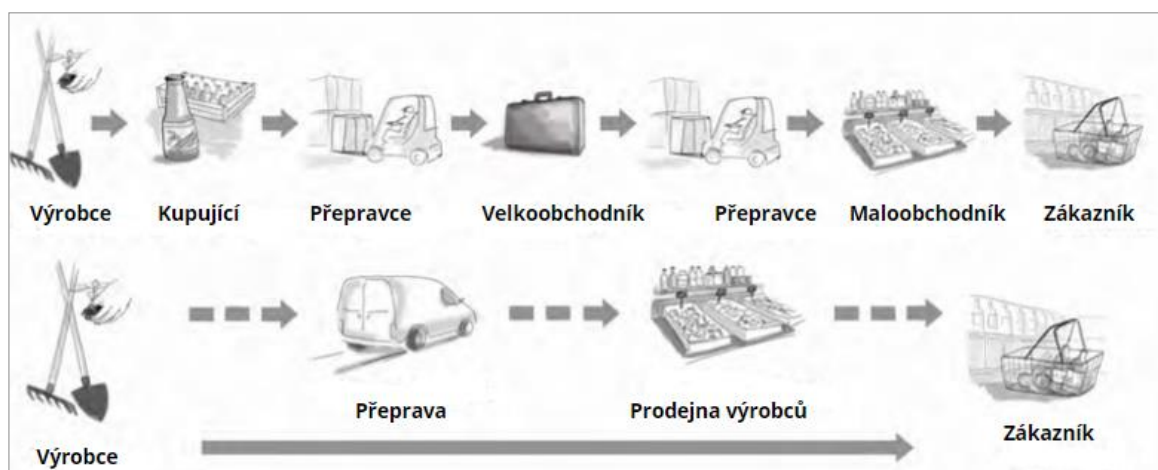 Výrobce Kupující Přepravce Velkoobchodník Přepravce Maloobchodník Zákazník
Přeprava Prodejna výrobců
Zákazník
Výrobce